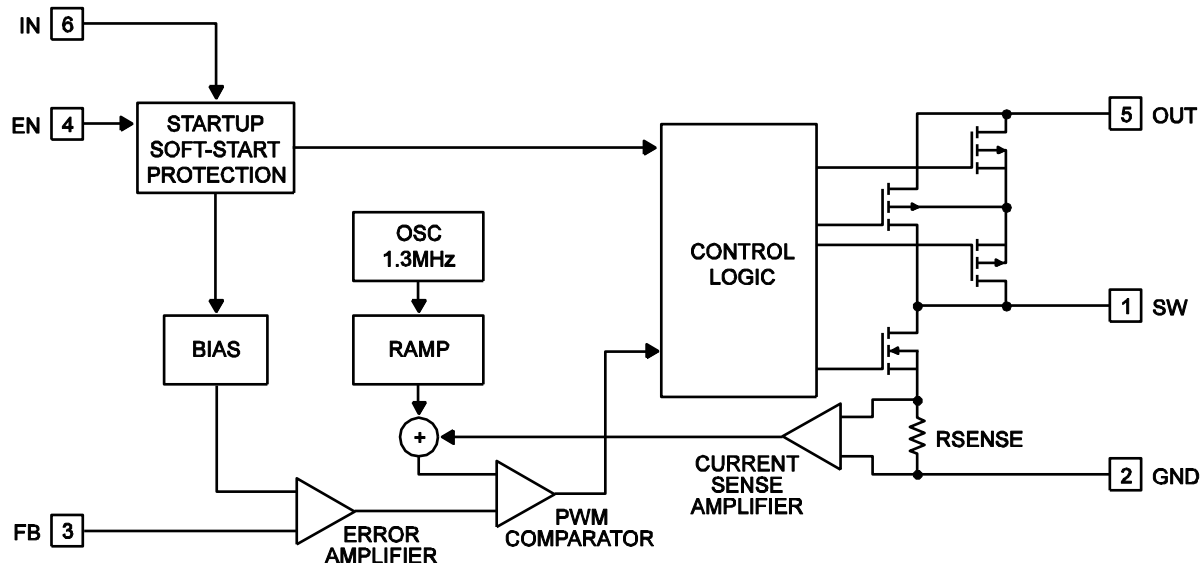 IN 6
EN 4
STARTUP
SOFT-START
PROTECTION
5 OUT
OSC
1.3MHz
CONTROL
LOGIC
1 SW
BIAS
RAMP
+
RSENSE
CURRENT
SENSE
AMPLIFIER
2 GND
FB 3
ERROR
AMPLIFIER
PWM
COMPARATOR